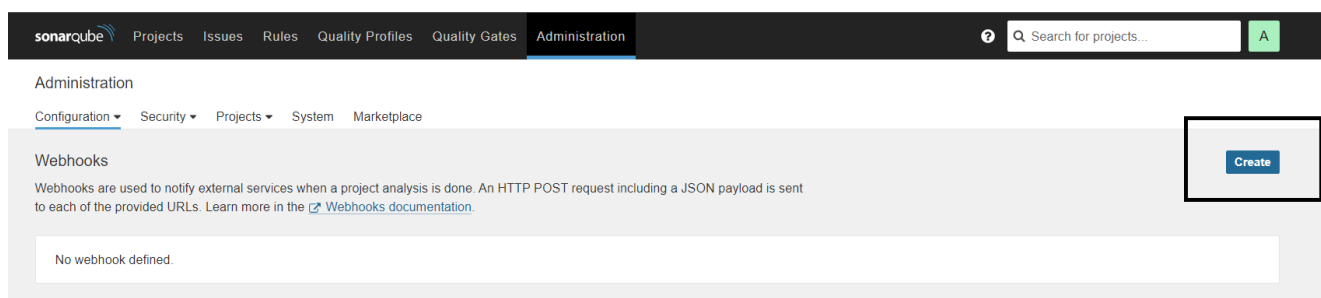 sonarqube Projects Issues Rules Quality Profiles Quality Gates Administration ? Search for projects... A
Administration
Configuration Security Projects System Marketplace
Webhooks
Create
Webhooks are used to notify external services when a project analysis is done. An HTTP POST request including a JSON payload is sent
to each of the provided URLs. Learn more in the Webhooks documentation.
No webhook defined.